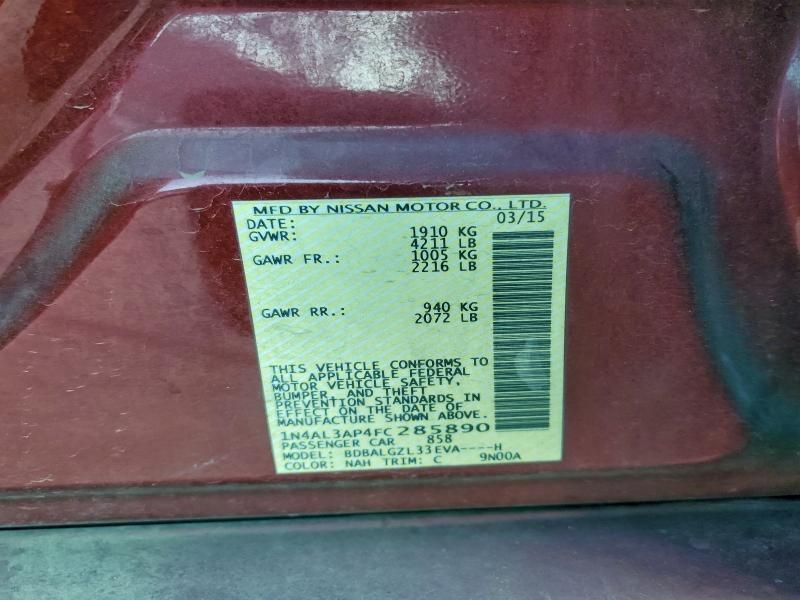 MFD BY NISSAN MOTOR CO., LTD.
DATE: 03/15
GVWR: 1910 KG
4211 LB
GAWR FR.: 1005 KG
2216 LB
GAWR RR.: 940 KG
2072 LB
THIS VEHICLE CONFORMS TO
ALL APPLICABLE FEDERAL
MOTOR VEHICLE SAFETY,
BUMPER, AND THEFT
PREVENTION STANDARDS IN
EFFECT ON THE DATE OF
MANUFACTURE SHOWN ABOVE.
1N4AL3AP4FC285890
PASSENGER CAR 858
MODEL: BDBALGZL33EVA----H
COLOR: NAH TRIM: C 9N00A